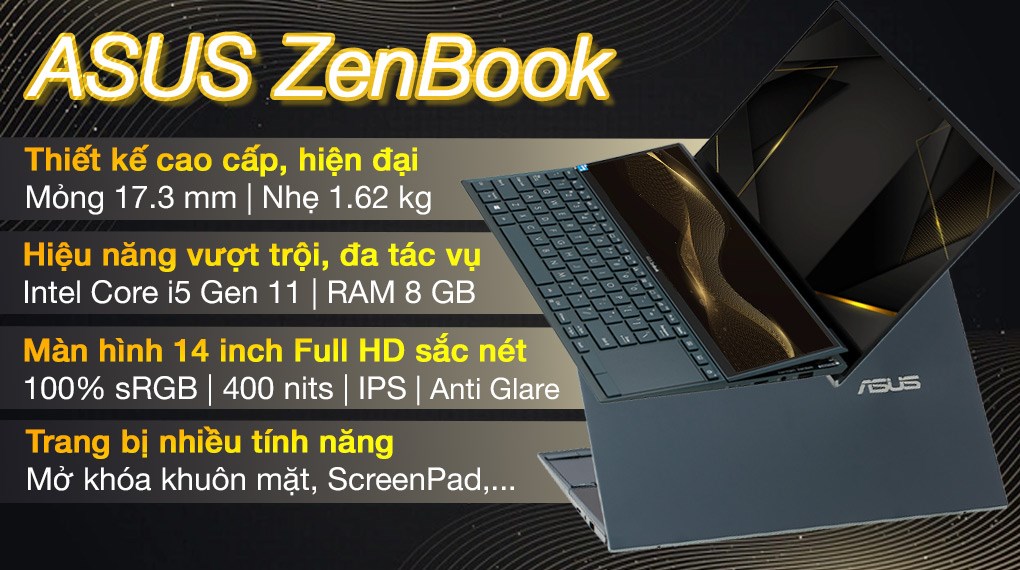 ASUS ZenBook
Thiết kế cao cấp, hiện đại
Mỏng 17.3 mm | Nhẹ 1.62 kg
Hiệu năng vượt trội, đa tác vụ
Intel Core i5 Gen 11 | RAM 8 GB
Màn hình 14 inch Full HD sắc nét
100% sRGB | 400 nits | IPS | Anti Glare
Trang bị nhiều tính năng
Mở khóa khuôn mặt, ScreenPad,...
ASUS